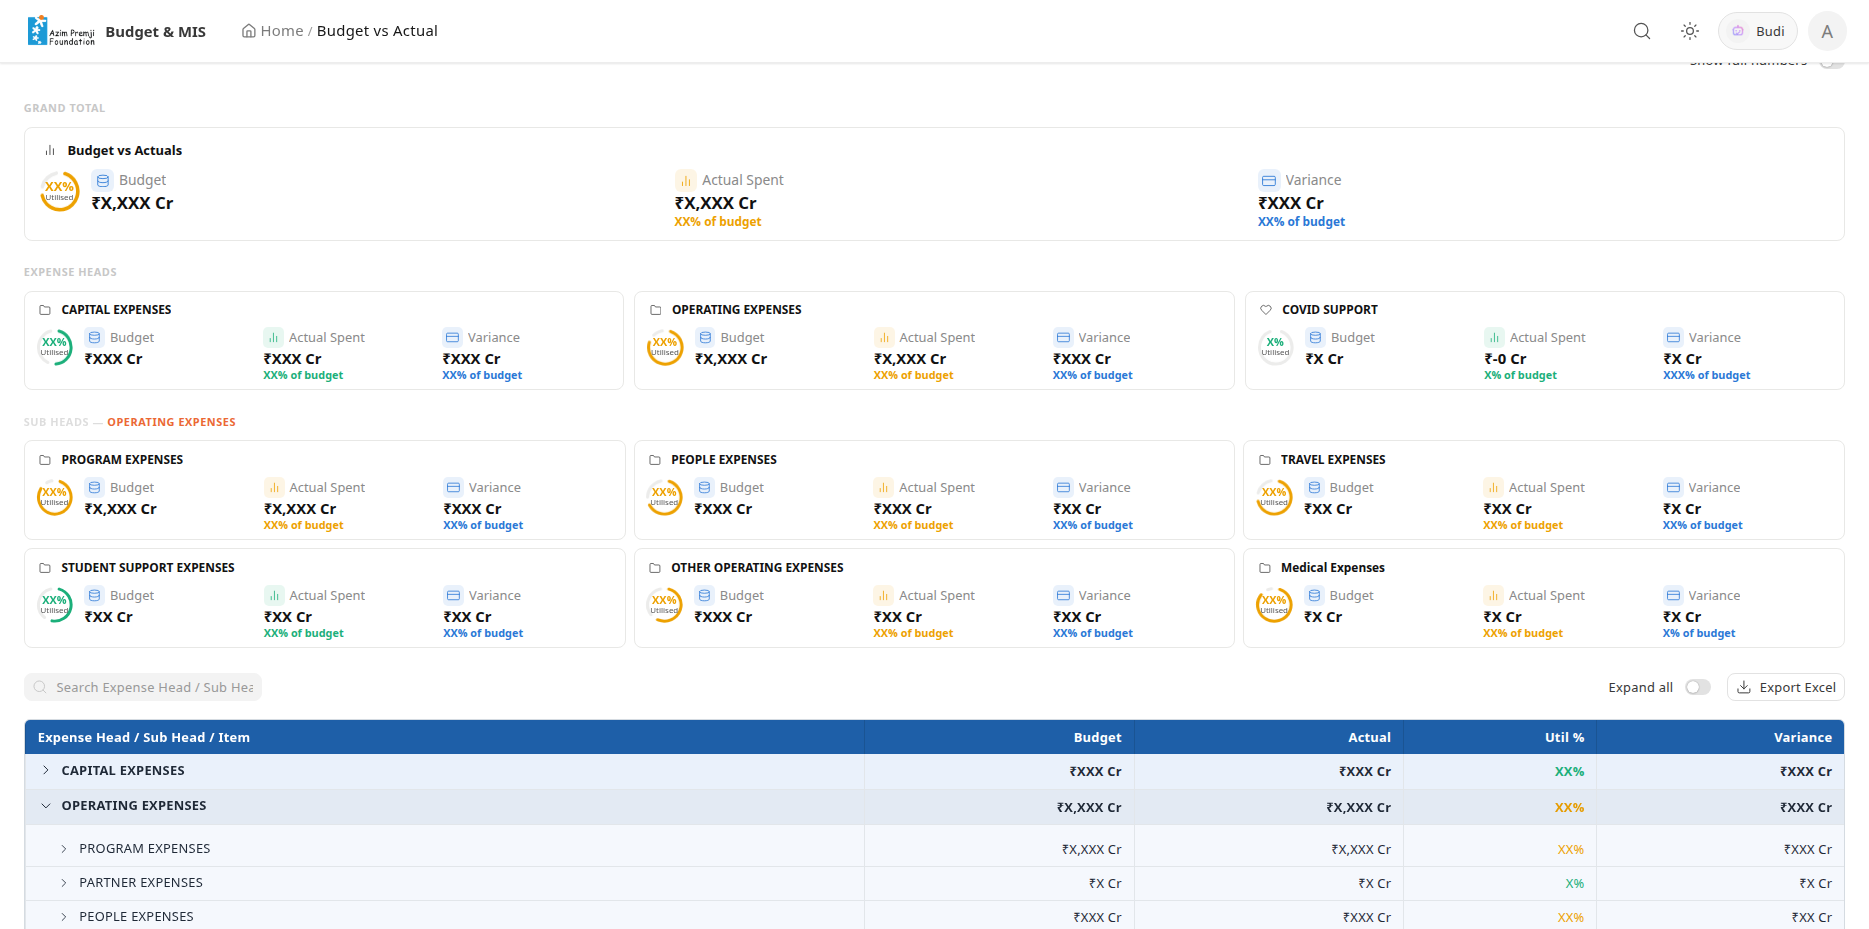 Azim Premji
Foundation
Budget & MIS
Home / Budget vs Actual
Budi
A
Show full numbers
GRAND TOTAL
Budget vs Actuals
XX%
Utilised
Budget
₹X,XXX Cr
Actual Spent
₹X,XXX Cr
XX% of budget
Variance
₹XXX Cr
XX% of budget
EXPENSE HEADS
CAPITAL EXPENSES
XX%
Utilised
Budget
₹XXX Cr
Actual Spent
₹XXX Cr
XX% of budget
Variance
₹XXX Cr
XX% of budget
OPERATING EXPENSES
XX%
Utilised
Budget
₹X,XXX Cr
Actual Spent
₹X,XXX Cr
XX% of budget
Variance
₹XXX Cr
XX% of budget
COVID SUPPORT
X%
Utilised
Budget
₹X Cr
Actual Spent
₹-0 Cr
X% of budget
Variance
₹X Cr
XXX% of budget
SUB HEADS — OPERATING EXPENSES
PROGRAM EXPENSES
XX%
Utilised
Budget
₹X,XXX Cr
Actual Spent
₹X,XXX Cr
XX% of budget
Variance
₹XXX Cr
XX% of budget
PEOPLE EXPENSES
XX%
Utilised
Budget
₹XXX Cr
Actual Spent
₹XXX Cr
XX% of budget
Variance
₹XX Cr
XX% of budget
TRAVEL EXPENSES
XX%
Utilised
Budget
₹XX Cr
Actual Spent
₹XX Cr
XX% of budget
Variance
₹X Cr
XX% of budget
STUDENT SUPPORT EXPENSES
XX%
Utilised
Budget
₹XX Cr
Actual Spent
₹XX Cr
XX% of budget
Variance
₹XX Cr
XX% of budget
OTHER OPERATING EXPENSES
XX%
Utilised
Budget
₹XXX Cr
Actual Spent
₹XX Cr
XX% of budget
Variance
₹XX Cr
XX% of budget
Medical Expenses
XX%
Utilised
Budget
₹X Cr
Actual Spent
₹X Cr
XX% of budget
Variance
₹X Cr
X% of budget
Search Expense Head / Sub Hea
Expand all
Export Excel
Expense Head / Sub Head / Item Budget Actual Util % Variance
CAPITAL EXPENSES ₹XXX Cr ₹XXX Cr XX% ₹XXX Cr
OPERATING EXPENSES ₹X,XXX Cr ₹X,XXX Cr XX% ₹XXX Cr
PROGRAM EXPENSES ₹X,XXX Cr ₹X,XXX Cr XX% ₹XXX Cr
PARTNER EXPENSES ₹X Cr ₹X Cr X% ₹X Cr
PEOPLE EXPENSES ₹XXX Cr ₹XXX Cr XX% ₹XX Cr